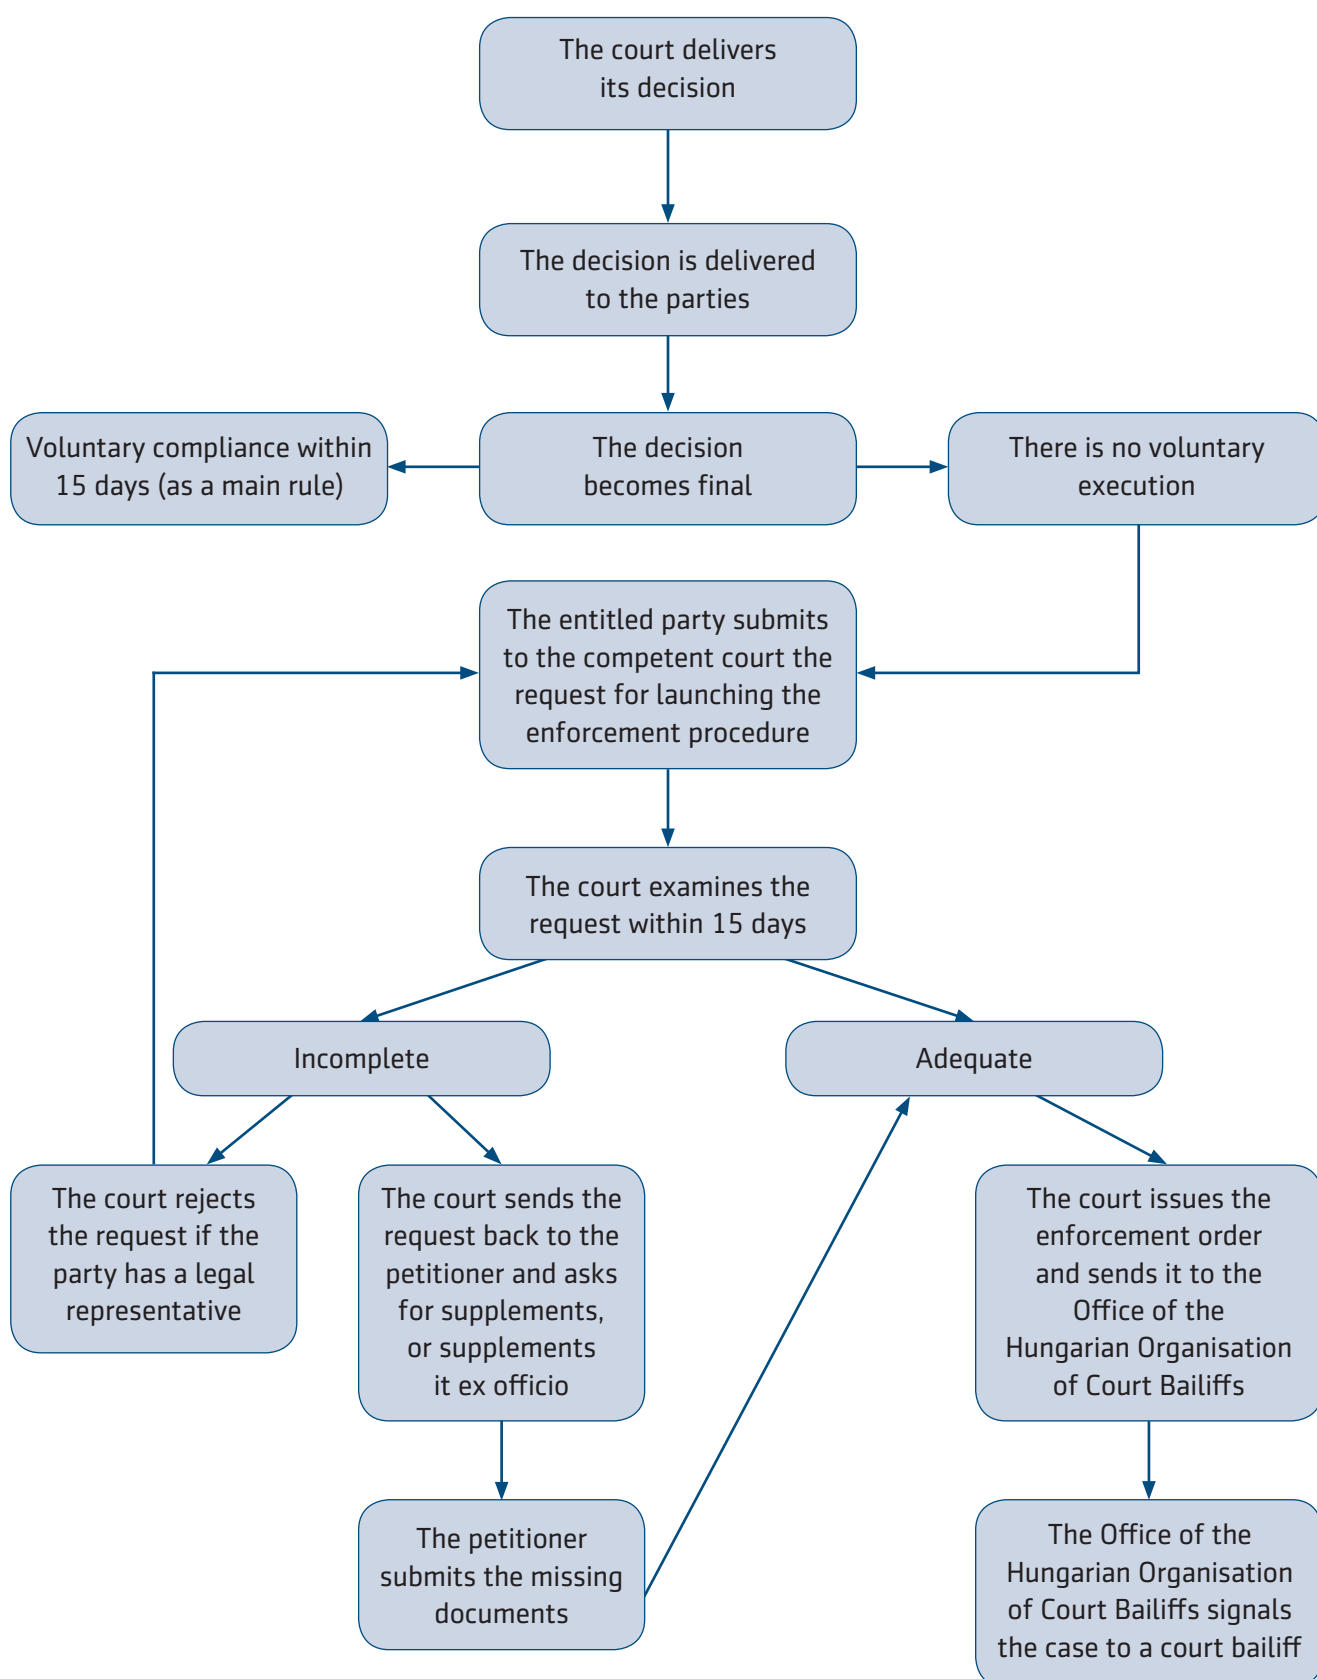 The court delivers
its decision
The decision is delivered
to the parties
Voluntary compliance within
15 days (as a main rule)
The decision
becomes final
There is no voluntary
execution
The entitled party submits
to the competent court the
request for launching the
enforcement procedure
The court examines the
request within 15 days
Incomplete
Adequate
The court rejects
the request if the
party has a legal
representative
The court sends the
request back to the
petitioner and asks
for supplements,
or supplements
it ex officio
The court issues the
enforcement order
and sends it to the
Office of the
Hungarian Organisation
of Court Bailiffs
The petitioner
submits the missing
documents
The Office of the
Hungarian Organisation
of Court Bailiffs signals
the case to a court bailiff